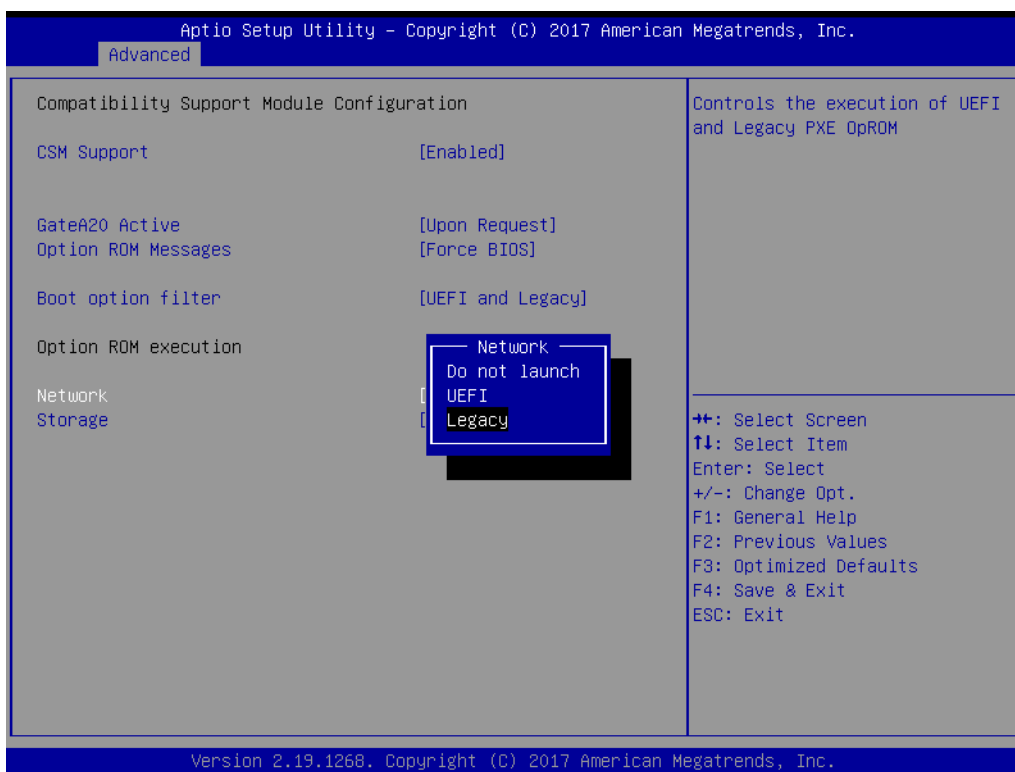 Aptio Setup Utility – Copyright (C) 2017 American Megatrends, Inc.
Advanced
Compatibility Support Module Configuration
CSM Support [Enabled]
GateA20 Active [Upon Request]
Option ROM Messages [Force BIOS]
Boot option filter [UEFI and Legacy]
Option ROM execution
Network [
Storage [
Network
Do not launch
UEFI
Legacy
Controls the execution of UEFI
and Legacy PXE OpROM
→←: Select Screen
↑↓: Select Item
Enter: Select
+/-: Change Opt.
F1: General Help
F2: Previous Values
F3: Optimized Defaults
F4: Save & Exit
ESC: Exit
Version 2.19.1268. Copyright (C) 2017 American Megatrends, Inc.